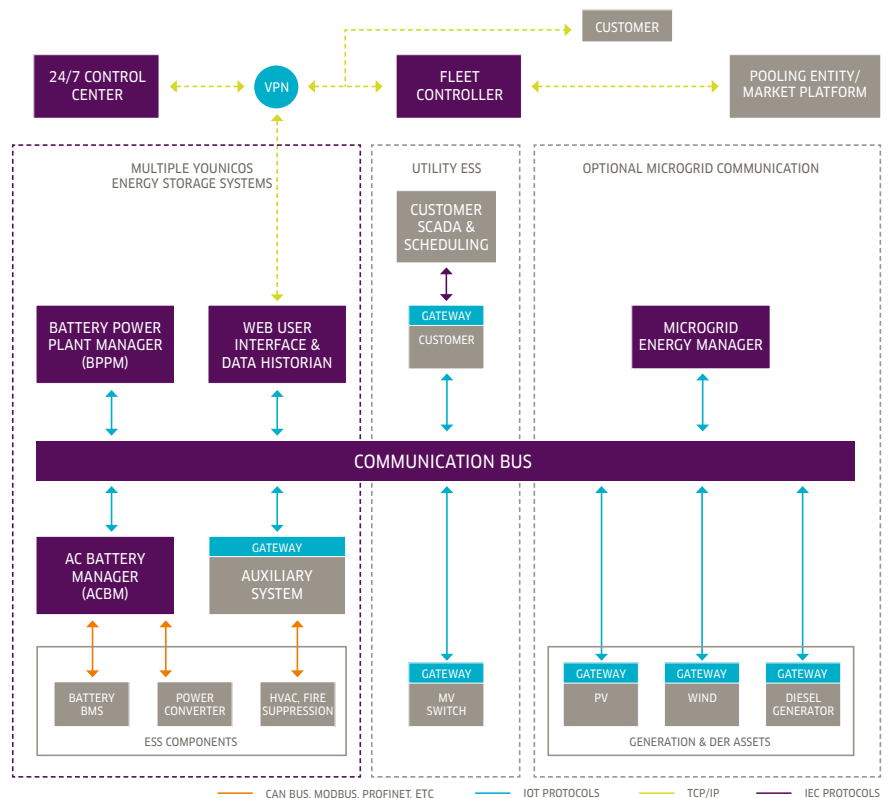 CUSTOMER
24/7 CONTROL
CENTER
VPN
FLEET
CONTROLLER
POOLING ENTITY/
MARKET PLATFORM
MULTIPLE YOUNICOS
ENERGY STORAGE SYSTEMS
UTILITY ESS
OPTIONAL MICROGRID COMMUNICATION
CUSTOMER
SCADA &
SCHEDULING
BATTERY POWER
PLANT MANAGER
(BPPM)
WEB USER
INTERFACE &
DATA HISTORIAN
GATEWAY
CUSTOMER
MICROGRID
ENERGY MANAGER
COMMUNICATION BUS
AC BATTERY
MANAGER
(ACBM)
GATEWAY
AUXILIARY
SYSTEM
BATTERY
BMS
POWER
CONVERTER
HVAC, FIRE
SUPPRESSION
ESS COMPONENTS
GATEWAY
MV
SWITCH
GATEWAY
PV
GATEWAY
WIND
GATEWAY
DIESEL
GENERATOR
GENERATION & DER ASSETS
CAN BUS, MODBUS, PROFINET, ETC
IOT PROTOCOLS
TCP/IP
IEC PROTOCOLS